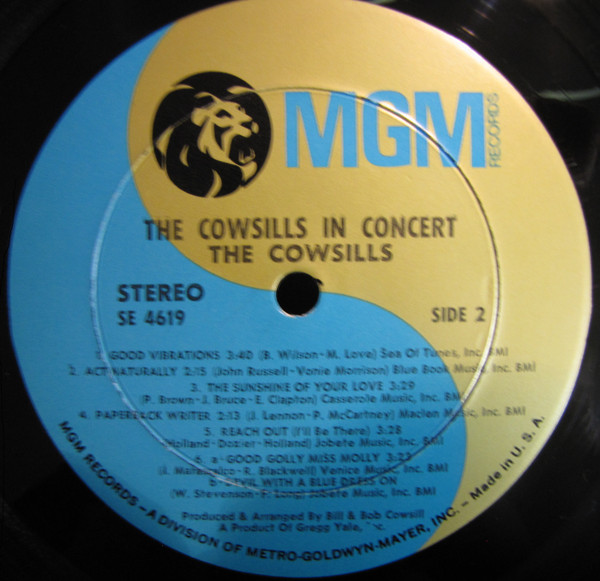 MGM
RECORDS
THE COWSILLS IN CONCERT
THE COWSILLS
STEREO
SE 4619
SIDE 2
1. GOOD VIBRATIONS 3:40 (B. Wilson-M. Love) Sea Of Tunes, Inc. BMI
2. ACT NATURALLY 2:15 (John Russell-Vonie Morrison) Blue Book Music, Inc. BMI
3. THE SUNSHINE OF YOUR LOVE 3:29
(P. Brown-J. Bruce-E. Clapton) Casserole Music, Inc. BMI
4. PAPERBACK WRITER 2:13 (J. Lennon-P. McCartney) Maclen Music, Inc. BMI
5. REACH OUT (I'll Be There) 3:28
(Holland-Dozier-Holland) Jobete Music, Inc. BMI
6. a-GOOD GOLLY MISS MOLLY 3:23
(J. Marascalco-R. Blackwell) Venice Music, Inc. BMI
b-DEVIL WITH A BLUE DRESS ON
(W. Stevenson-F. Long) Jobete Music, Inc. BMI
Produced & Arranged By Bill & Bob Cowsill
A Product Of Gregg Yale,
MGM RECORDS - A DIVISION OF METRO-GOLDWYN-MAYER, INC. - Made in U. S. A.